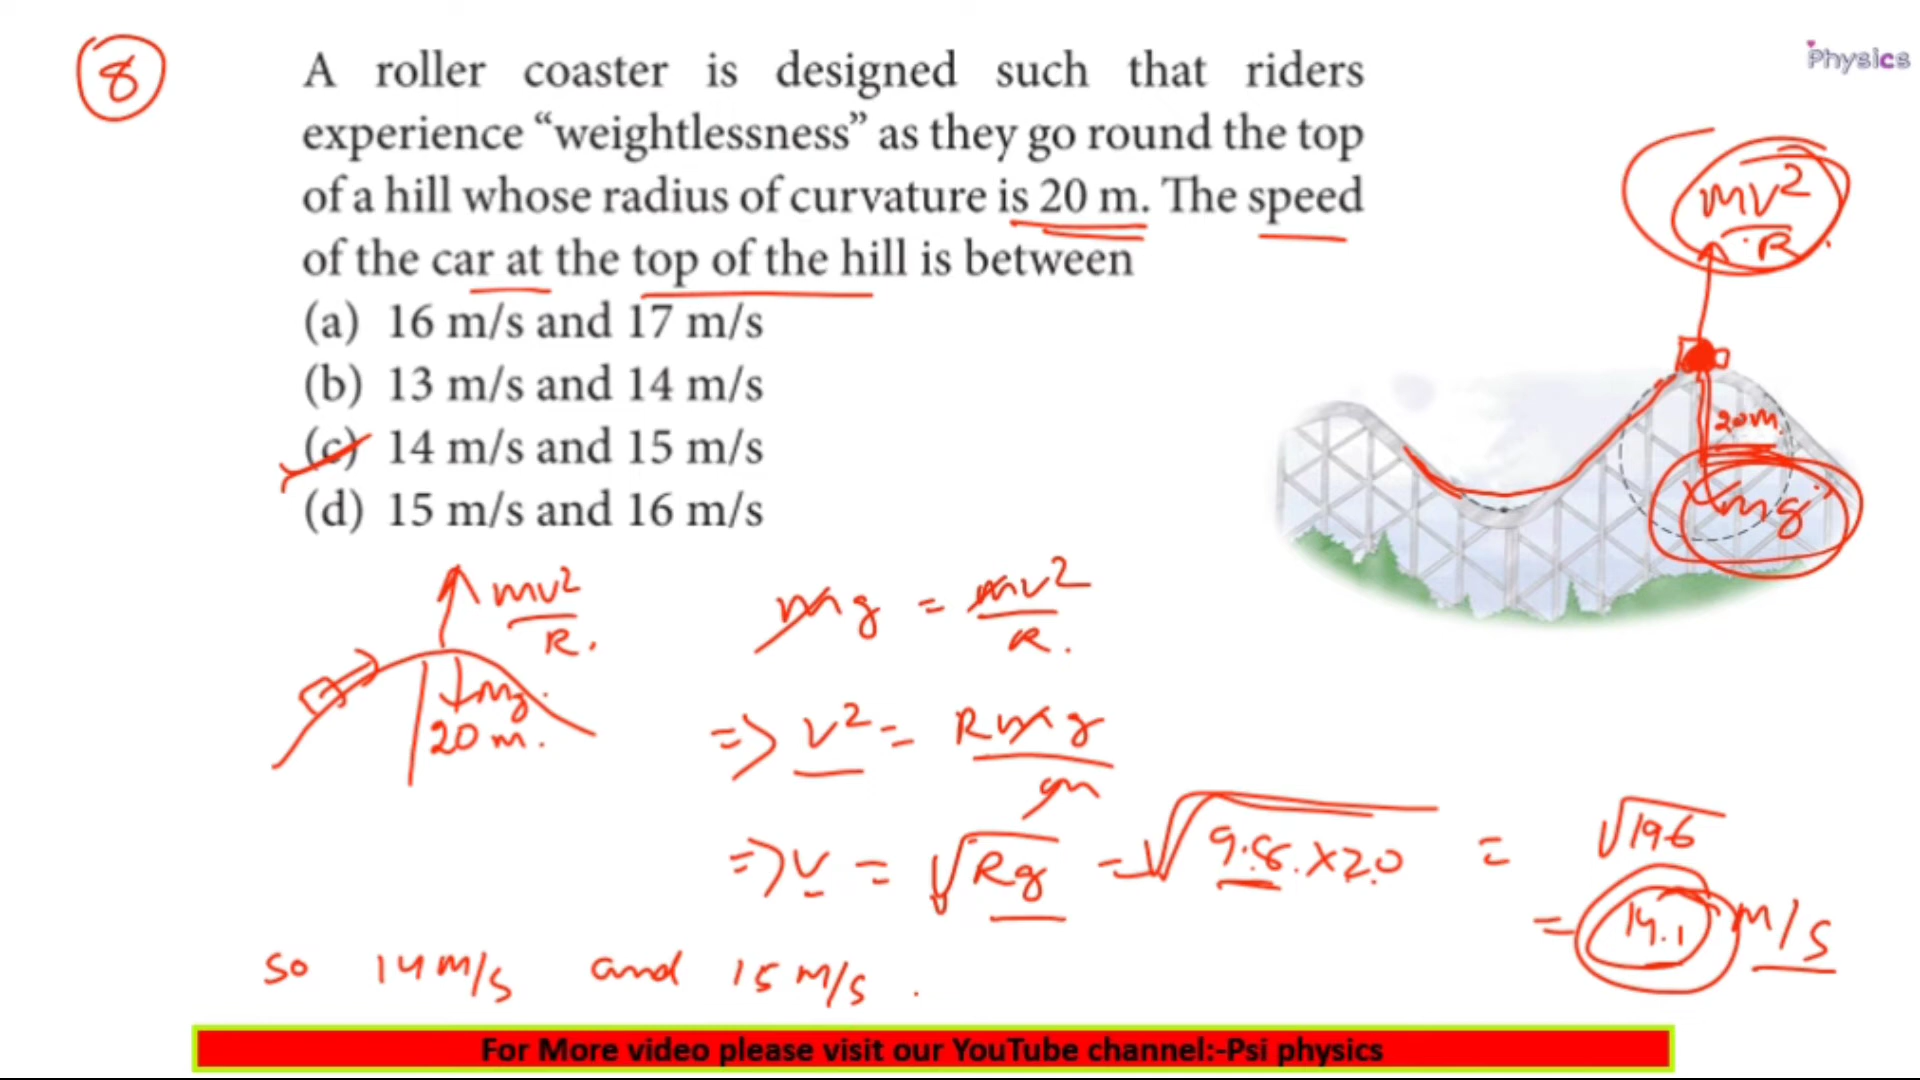 8
Physics
A roller coaster is designed such that riders
experience “weightlessness” as they go round the top
of a hill whose radius of curvature is 20 m. The speed
of the car at the top of the hill is between
(a) 16 m/s and 17 m/s
(b) 13 m/s and 14 m/s
(c) 14 m/s and 15 m/s
(d) 15 m/s and 16 m/s
mv²
R
20m
mg
mv²
R.
mg
20 m.
mg = mv²/R.
=> v² = Rmg/m
=> v = √Rg = √9.8×20 = √196
= 14.1 m/s
so 14 m/s and 15 m/s.
For More video please visit our YouTube channel:-Psi physics